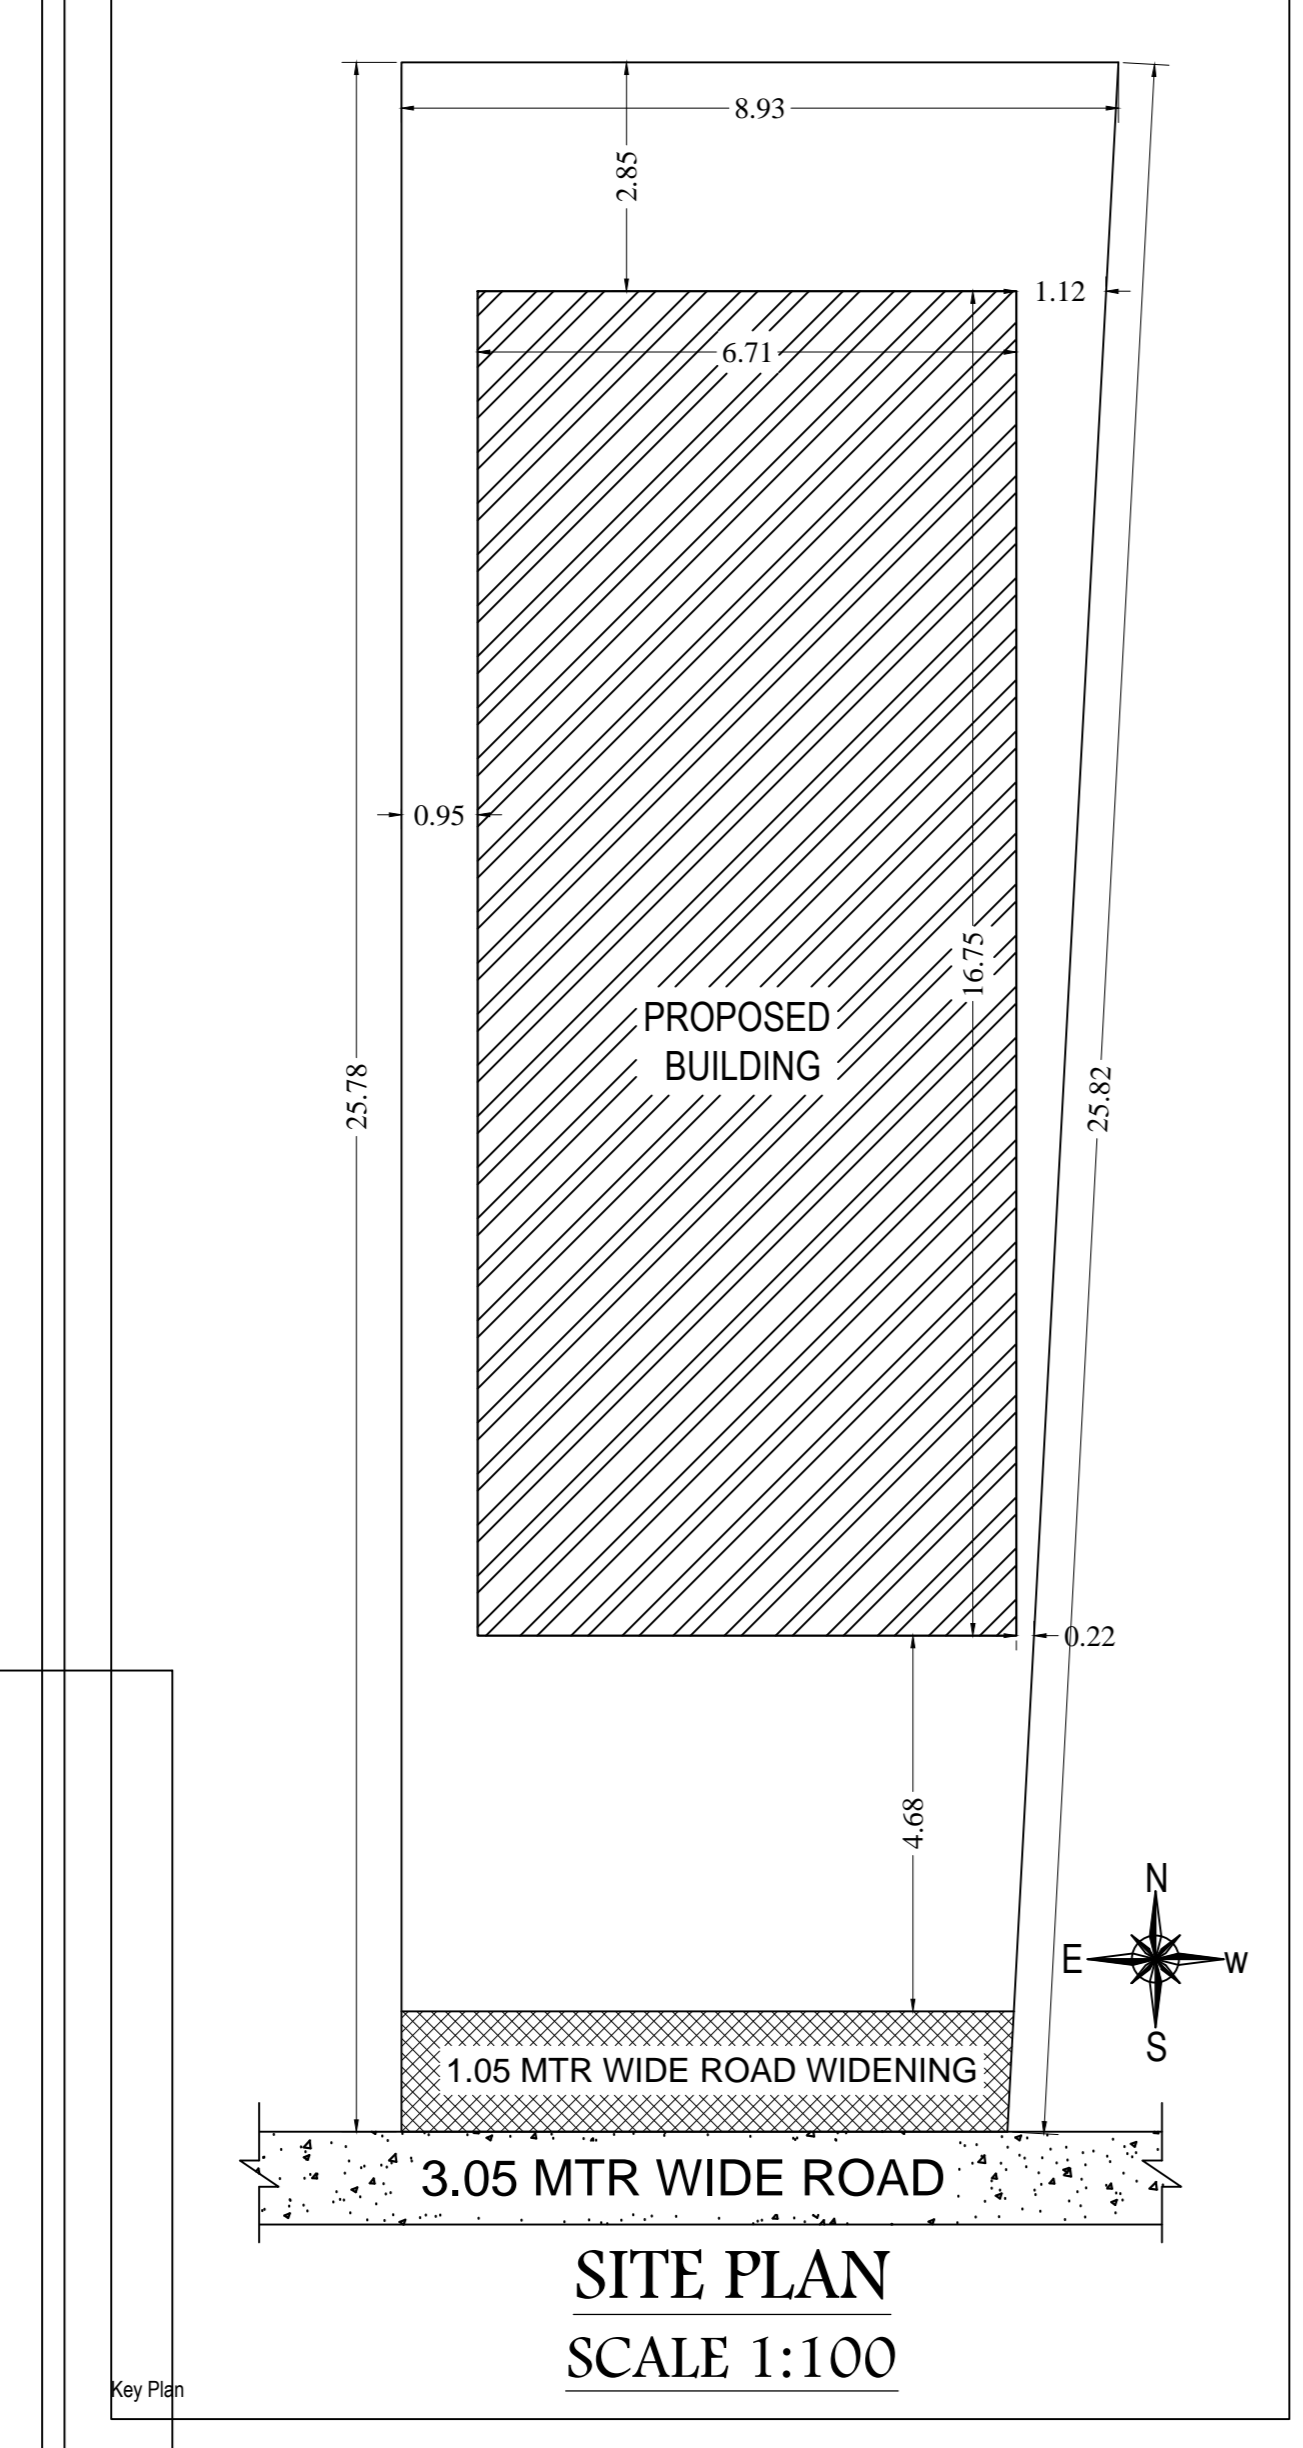 8.93
2.85
1.12
6.71
0.95
16.75
PROPOSED
BUILDING
25.78
25.82
0.22
4.68
N
E
W
S
1.05 MTR WIDE ROAD WIDENING
3.05 MTR WIDE ROAD
SITE PLAN
SCALE 1:100
Key Plan